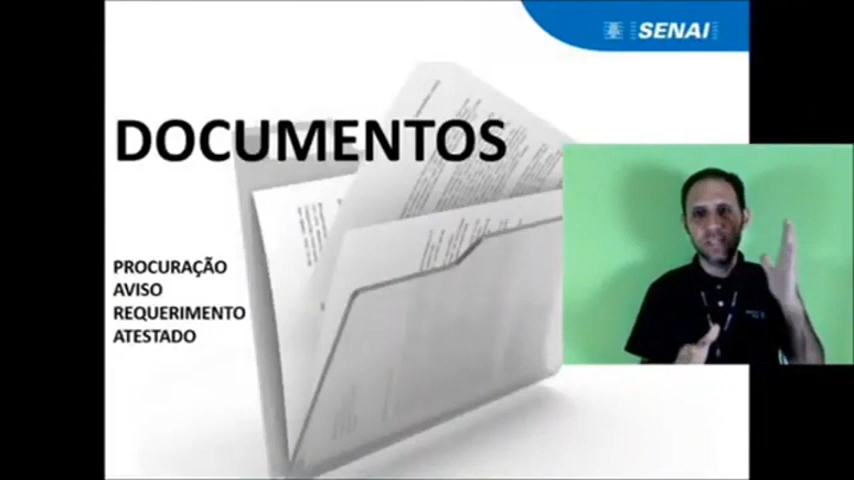 SENAI
DOCUMENTOS
PROCURAÇÃO
AVISO
REQUERIMENTO
ATESTADO